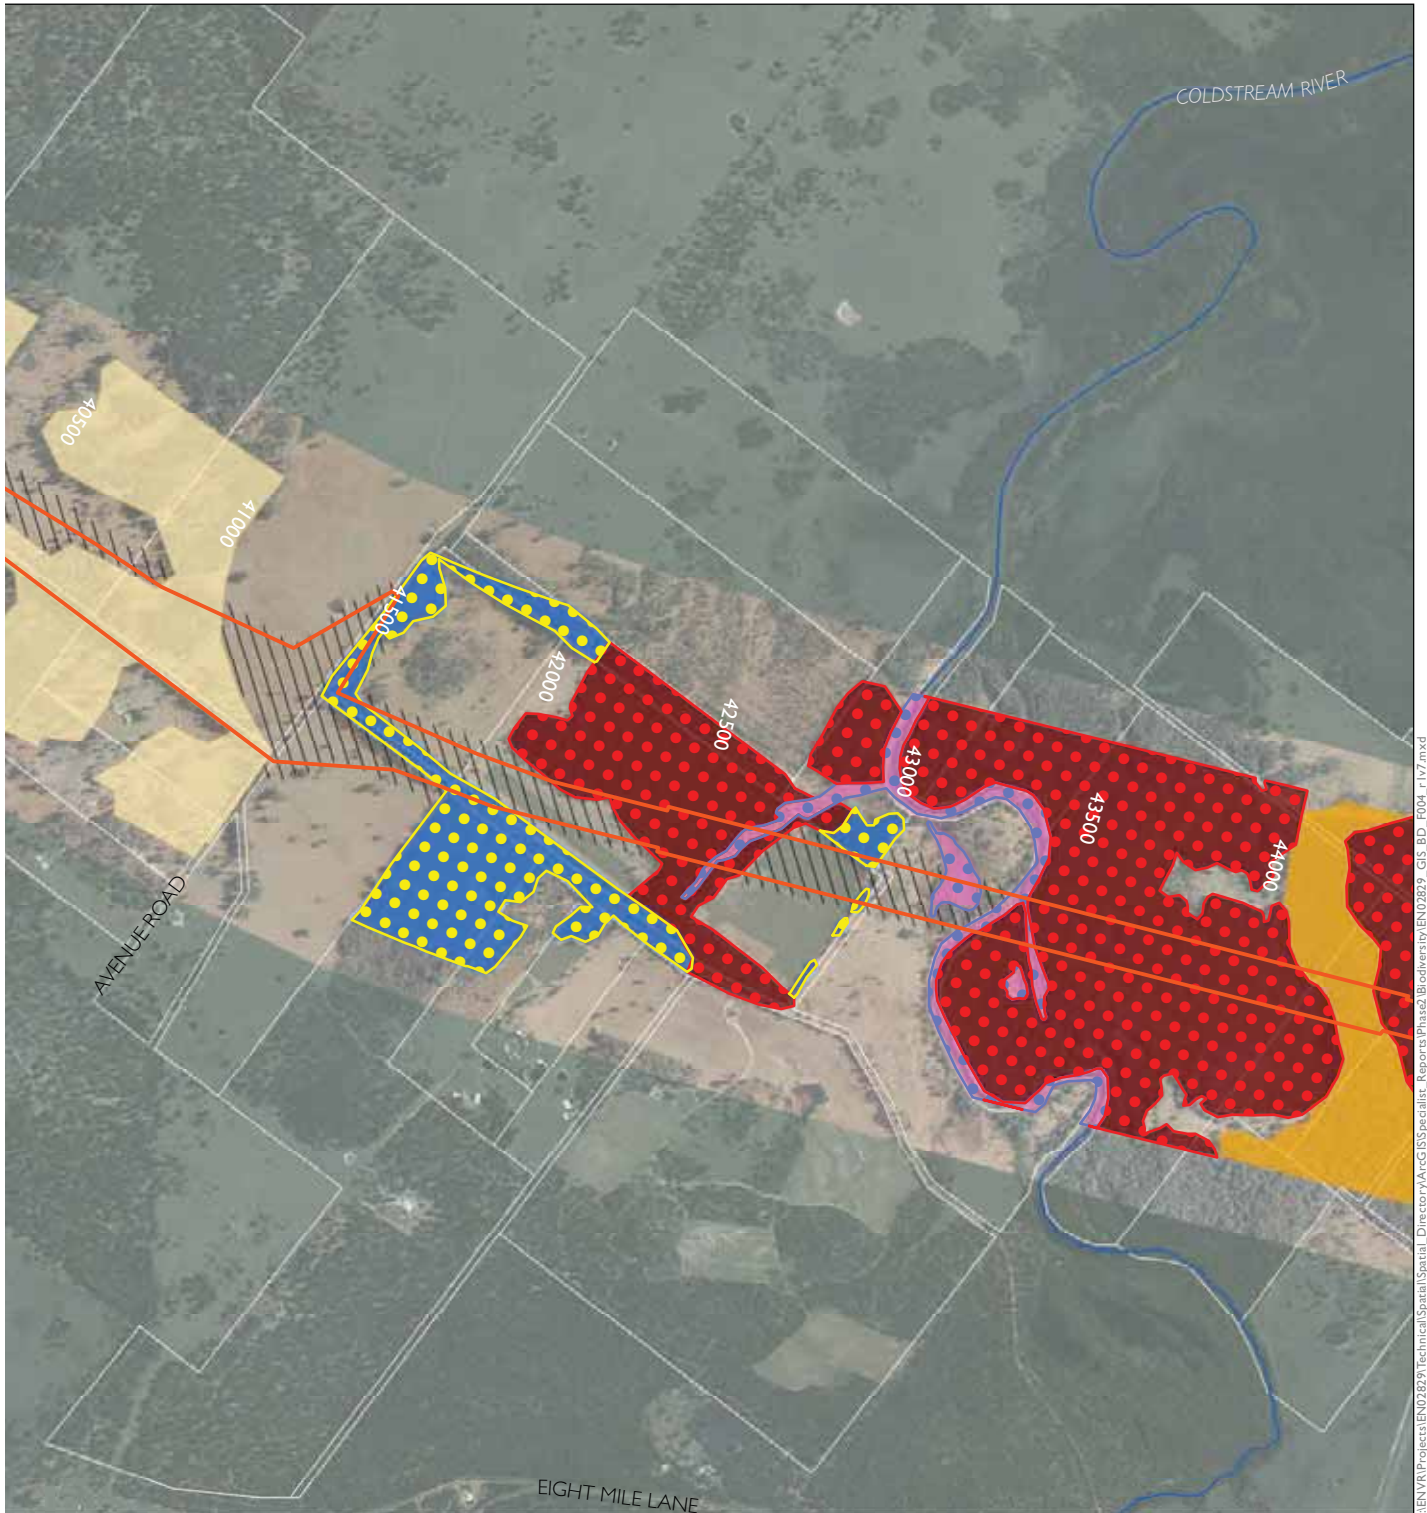 COLDSTREAM RIVER
40500
41000
41500
42000
42500
43000
43500
44000
AVENUE ROAD
EIGHT MILE LANE
:\ENVR\Projects\EN02829\Technical\Spatial\Spatial_Directory\ArcGIS\Specialist_Reports\Phase2\Biodiversity\EN02829_GIS_BD_F004_r1v7.mxd